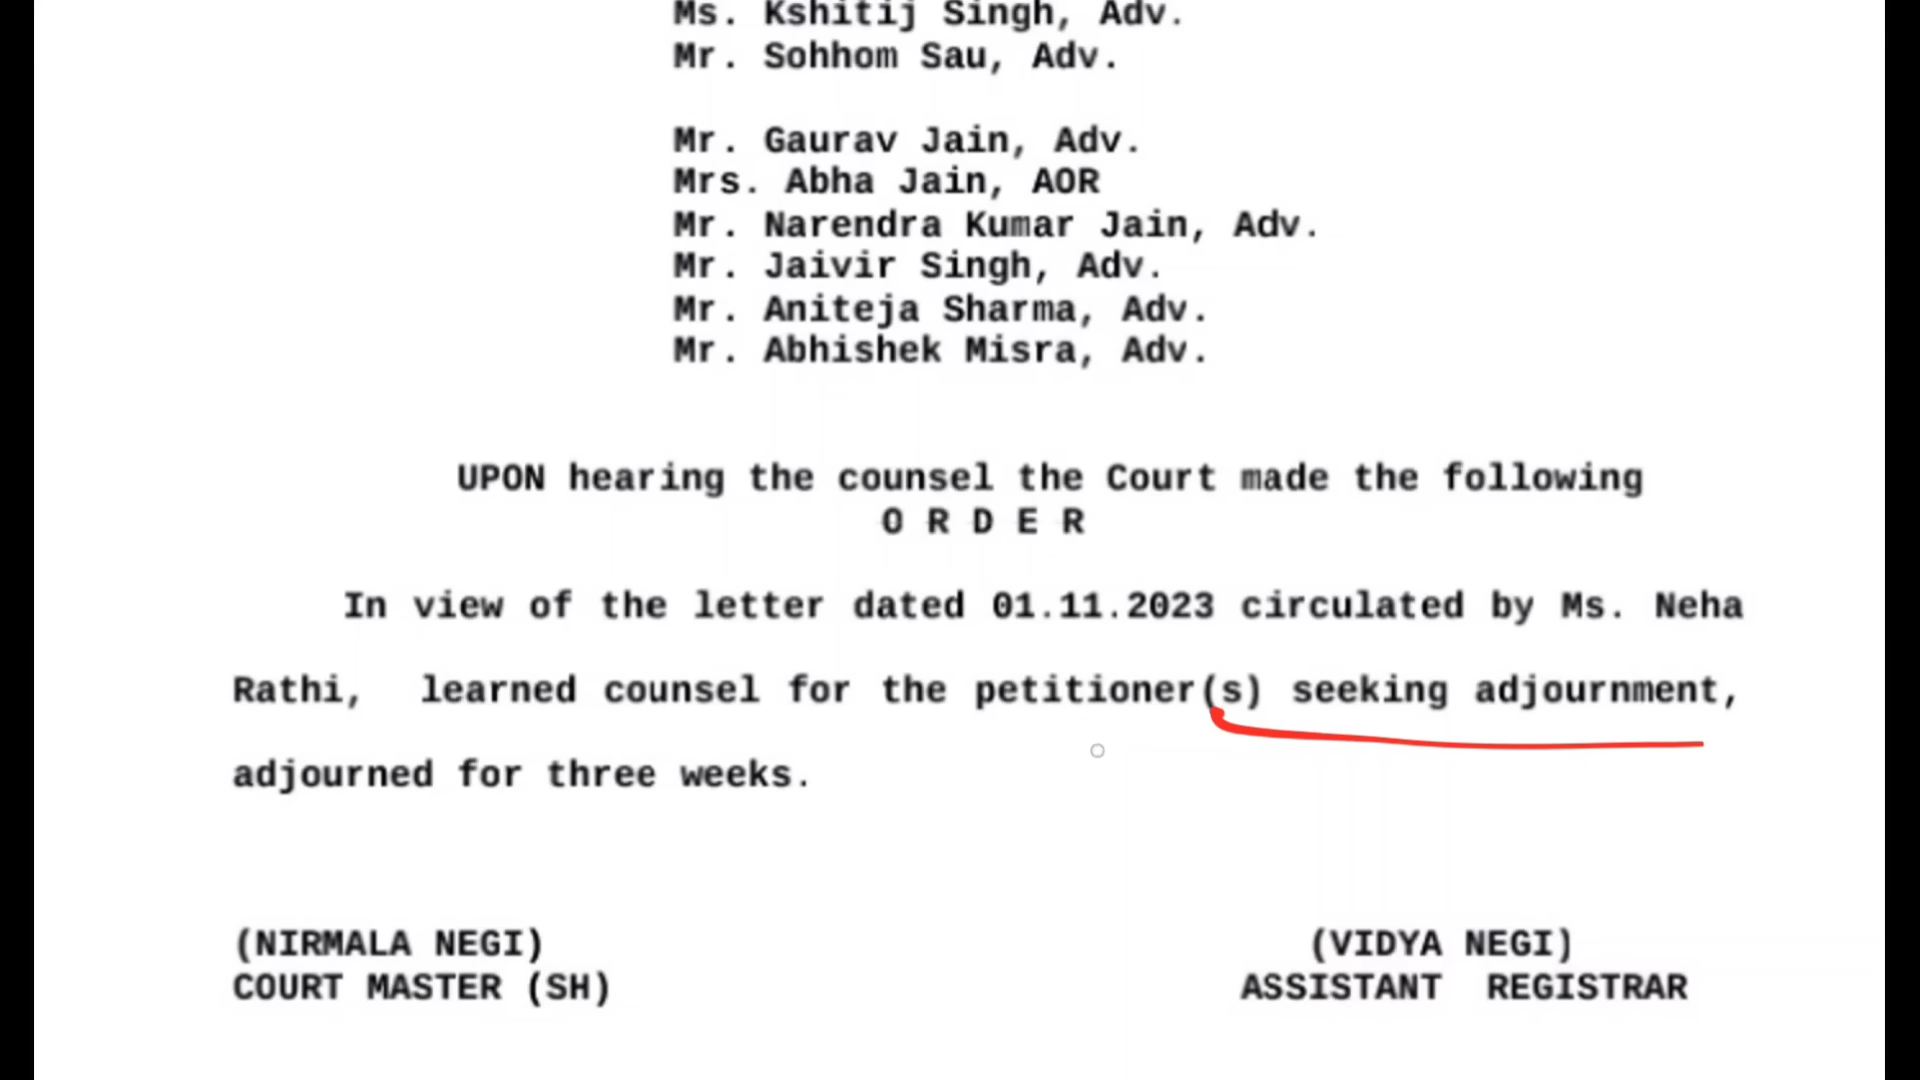 Ms. Kshitij Singh, Adv.
Mr. Sohhom Sau, Adv.
Mr. Gaurav Jain, Adv.
Mrs. Abha Jain, AOR
Mr. Narendra Kumar Jain, Adv.
Mr. Jaivir Singh, Adv.
Mr. Aniteja Sharma, Adv.
Mr. Abhishek Misra, Adv.
UPON hearing the counsel the Court made the following
O R D E R
In view of the letter dated 01.11.2023 circulated by Ms. Neha
Rathi, learned counsel for the petitioner(s) seeking adjournment,
adjourned for three weeks.
(NIRMALA NEGI) (VIDYA NEGI)
COURT MASTER (SH) ASSISTANT REGISTRAR